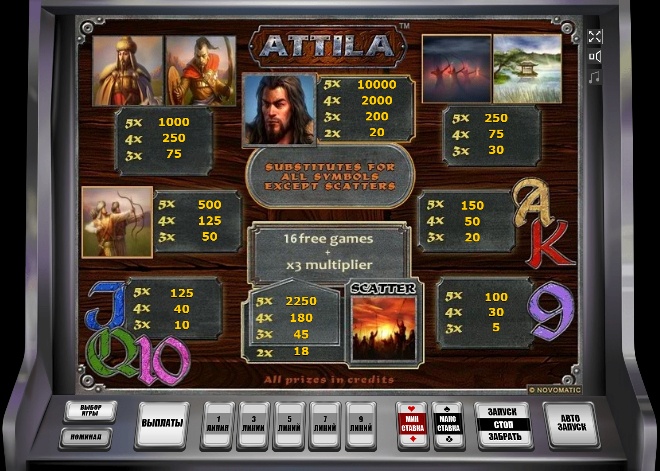 ATTILA™
5x 1000
4x 250
3x 75
5x 10000
4x 2000
3x 200
2x 20
5x 250
4x 75
3x 30
SUBSTITUTES FOR
ALL SYMBOLS
EXCEPT SCATTERS
5x 500
4x 125
3x 50
5x 150
4x 50
3x 20
A
K
16 free games
+
x3 multiplier
J
Q
10
5x 125
4x 40
3x 10
5x 2250
4x 180
3x 45
2x 18
SCATTER
5x 100
4x 30
3x 5
9
All prizes in credits
© NOVOMATIC
ВЫБОР
ИГРЫ
НОМИНАЛ
ВЫПЛАТЫ
1
ЛИНИЯ
3
ЛИНИИ
5
ЛИНИЙ
7
ЛИНИЙ
9
ЛИНИЙ
МИН
СТАВКА
МАКС
СТАВКА
ЗАПУСК
СТОП
ЗАБРАТЬ
АВТО
ЗАПУСК